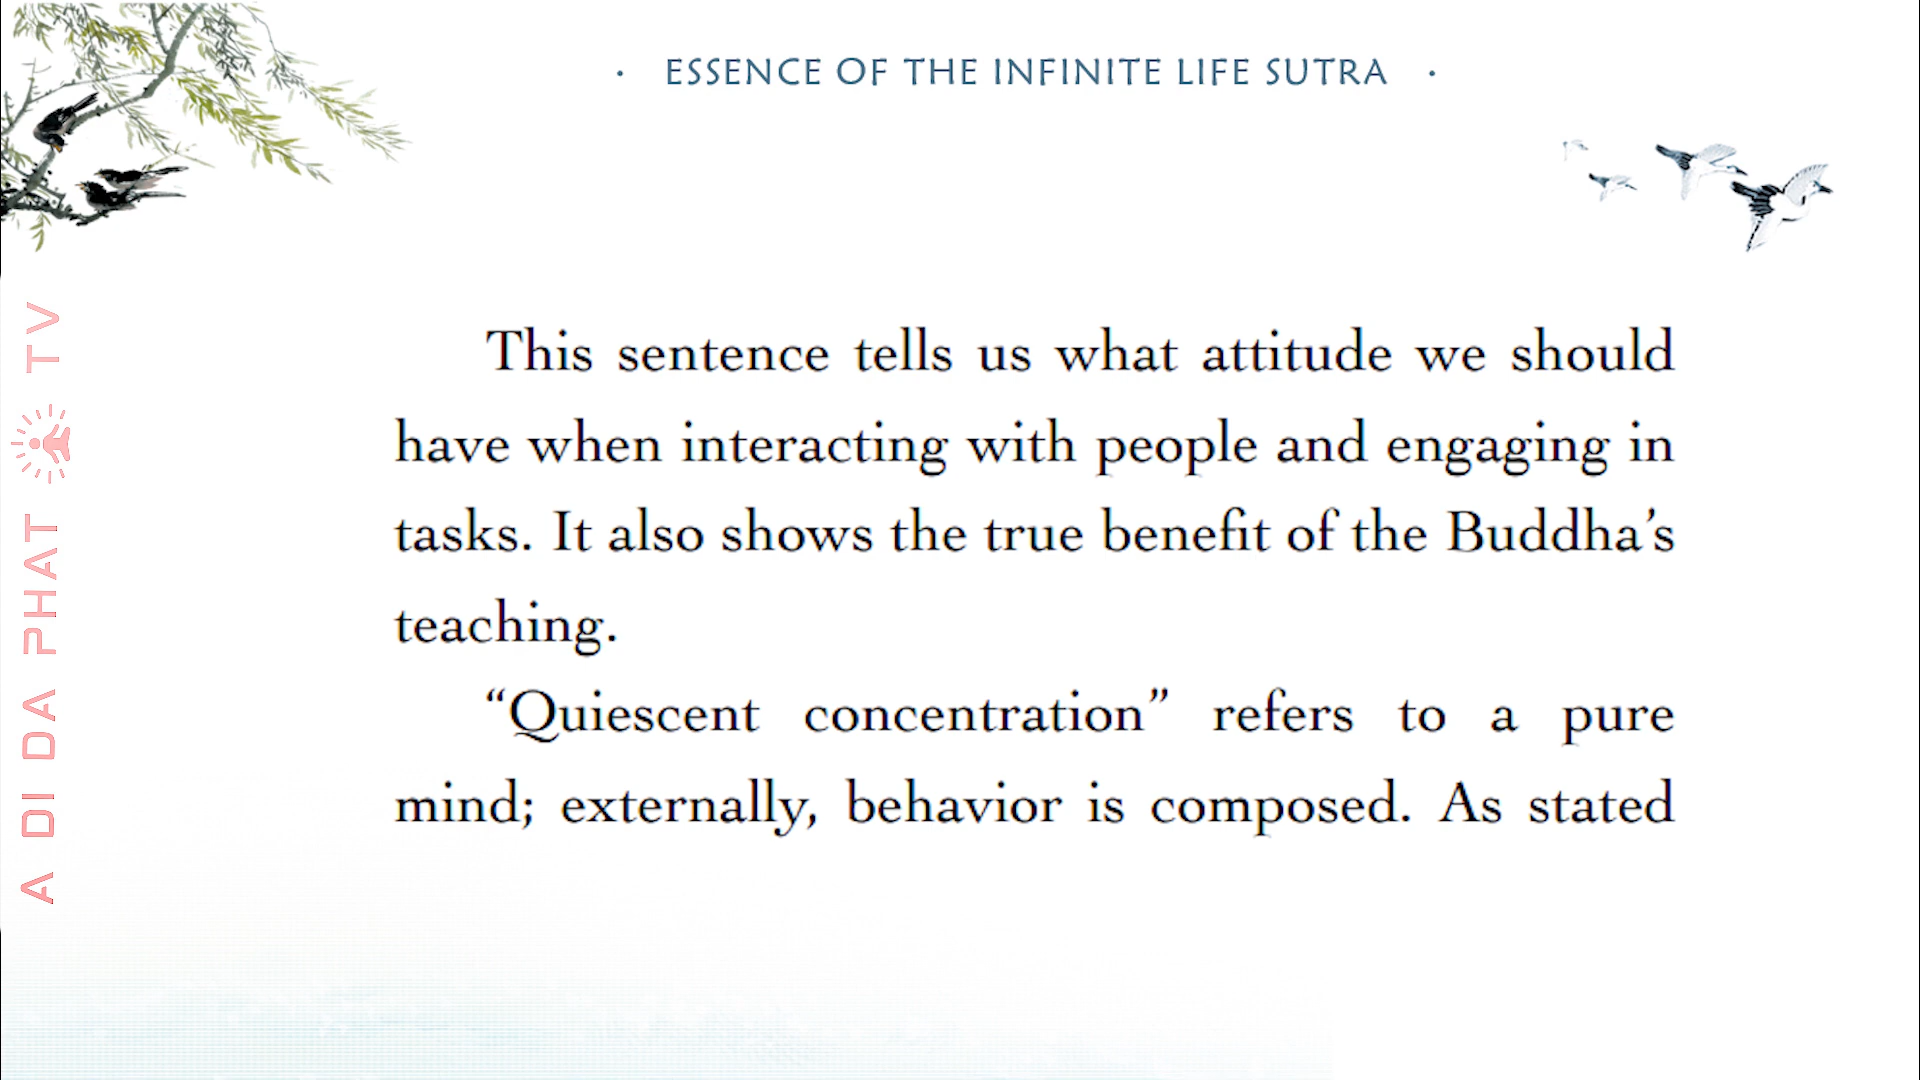 · ESSENCE OF THE INFINITE LIFE SUTRA ·
This sentence tells us what attitude we should
have when interacting with people and engaging in
tasks. It also shows the true benefit of the Buddha’s
teaching.
“Quiescent concentration” refers to a pure
mind; externally, behavior is composed. As stated
A DI DA PHAT TV